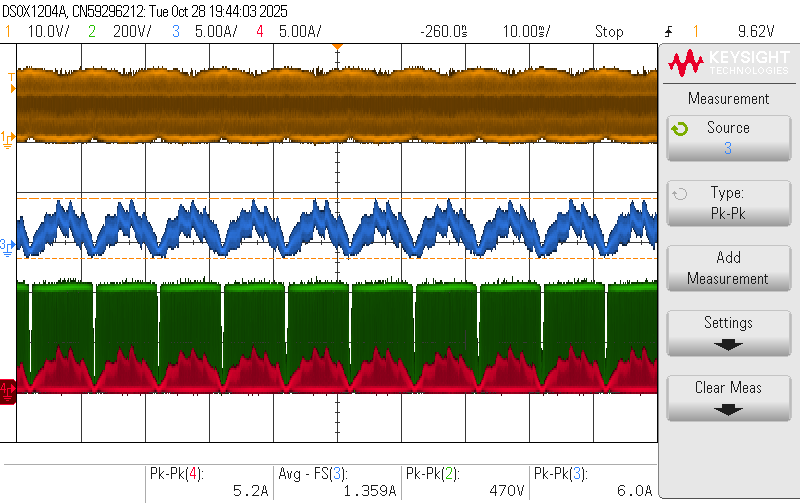 DSOX1204A, CN59296212: Tue Oct 28 19:44:03 2025
1 10.0V/ 2 200V/ 3 5.00A/ 4 5.00A/ -260.0ms 10.00ms/ Stop 1 9.62V
KEYSIGHT
TECHNOLOGIES
Measurement
Source
3
Type:
Pk-Pk
Add
Measurement
Settings
Clear Meas
T
1
3
4
Pk-Pk(4): Avg - FS(3): Pk-Pk(2): Pk-Pk(3):
5.2A 1.359A 470V 6.0A